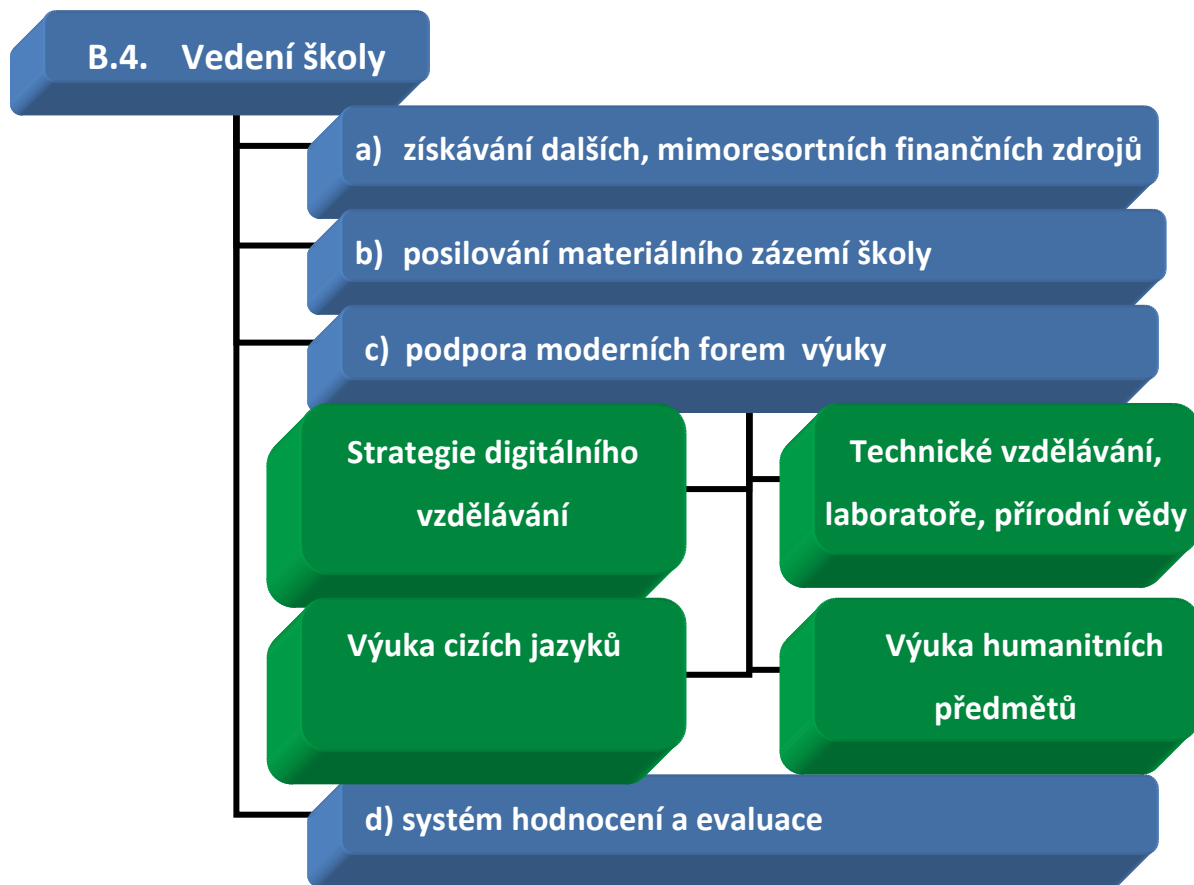 B.4. Vedení školy
a) získávání dalších, mimoresortních finančních zdrojů
b) posilování materiálního zázemí školy
c) podpora moderních forem výuky
Strategie digitálního
vzdělávání
Technické vzdělávání,
laboratoře, přírodní vědy
Výuka cizích jazyků
Výuka humanitních
předmětů
d) systém hodnocení a evaluace